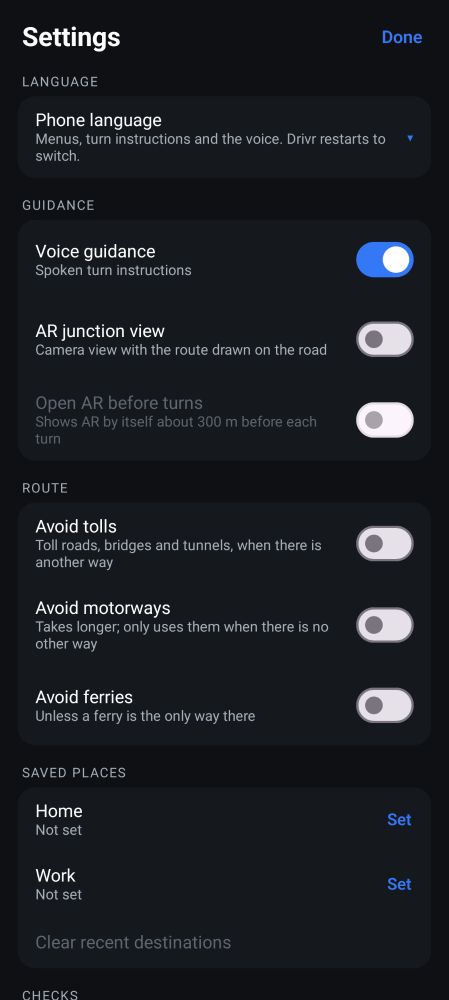 Settings
Done
LANGUAGE
Phone language
Menus, turn instructions and the voice. Drivr restarts to
switch.
GUIDANCE
Voice guidance
Spoken turn instructions
AR junction view
Camera view with the route drawn on the road
Open AR before turns
Shows AR by itself about 300 m before each
turn
ROUTE
Avoid tolls
Toll roads, bridges and tunnels, when there is
another way
Avoid motorways
Takes longer; only uses them when there is no
other way
Avoid ferries
Unless a ferry is the only way there
SAVED PLACES
Home
Not set
Set
Work
Not set
Set
Clear recent destinations
CHECKS